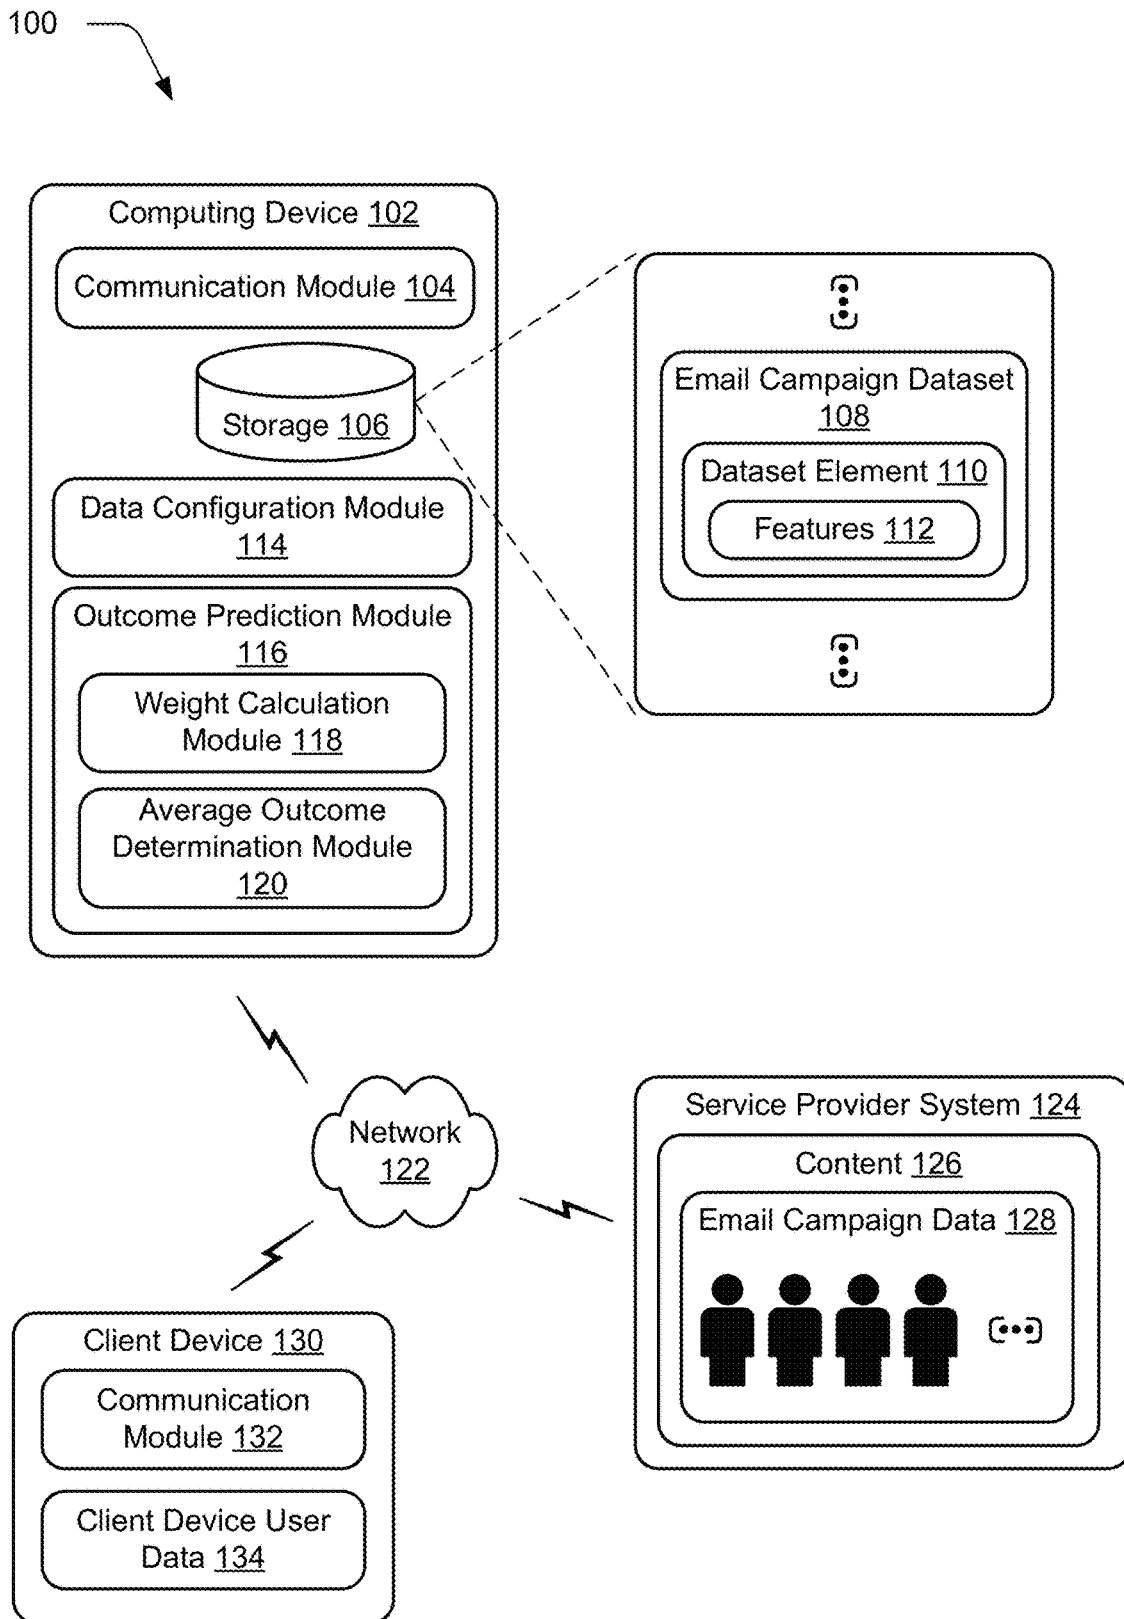 100
Computing Device 102
Communication Module 104
Storage 106
Data Configuration Module
114
Outcome Prediction Module
116
Weight Calculation
Module 118
Average Outcome
Determination Module
120
Email Campaign Dataset
108
Dataset Element 110
Features 112
Network
122
Service Provider System 124
Content 126
Email Campaign Data 128
Client Device 130
Communication
Module 132
Client Device User
Data 134